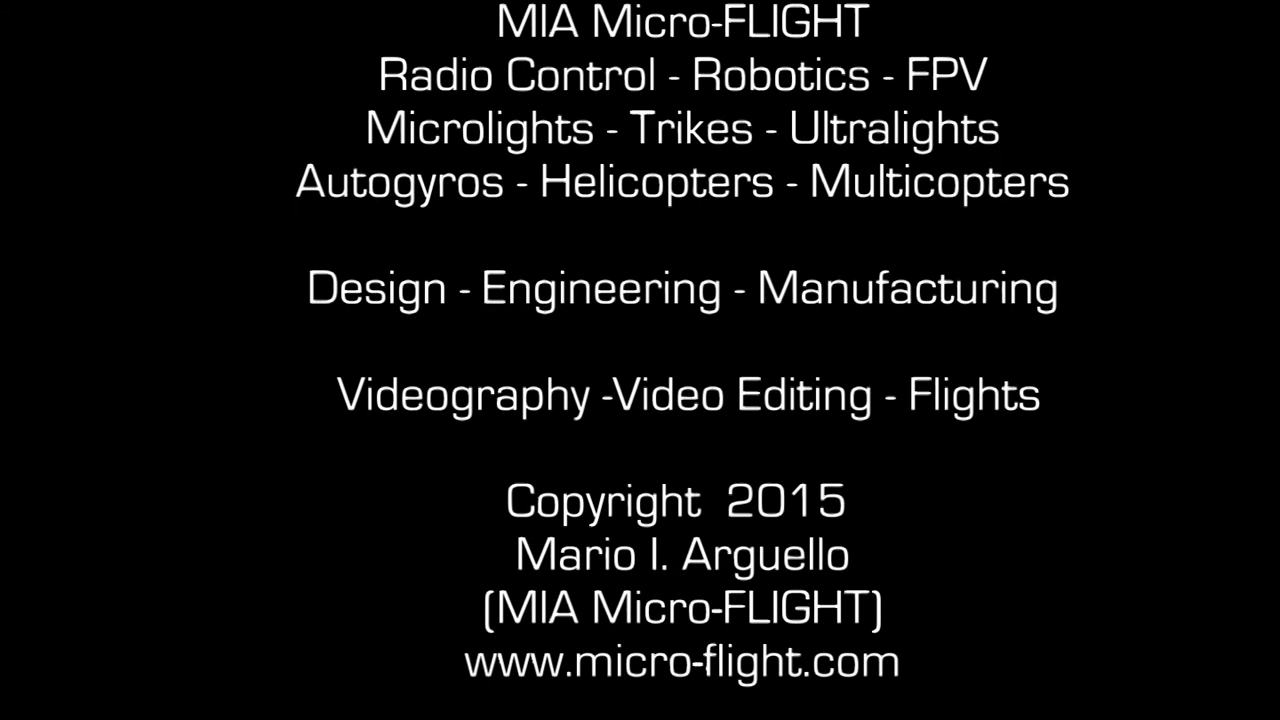 MIA Micro-FLIGHT
Radio Control - Robotics - FPV
Microlights - Trikes - Ultralights
Autogyros - Helicopters - Multicopters
Design - Engineering - Manufacturing
Videography -Video Editing - Flights
Copyright  2015
Mario I. Arguello
(MIA Micro-FLIGHT)
www.micro-flight.com